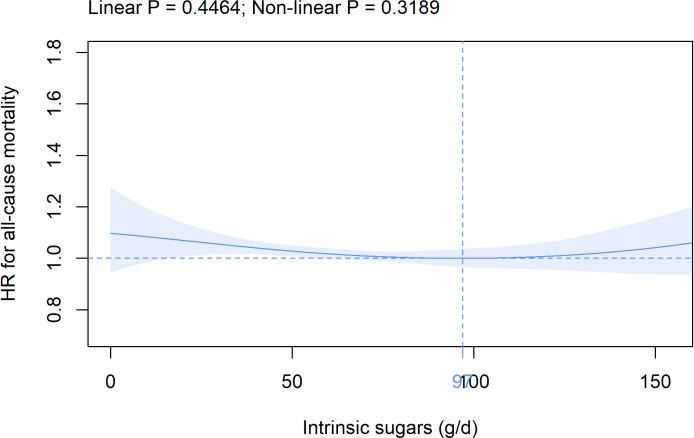 Linear P = 0.4464; Non-linear P = 0.3189
HR for all-cause mortality
1.8
1.6
1.4
1.2
1.0
0.8
0 50 97 100 150
Intrinsic sugars (g/d)